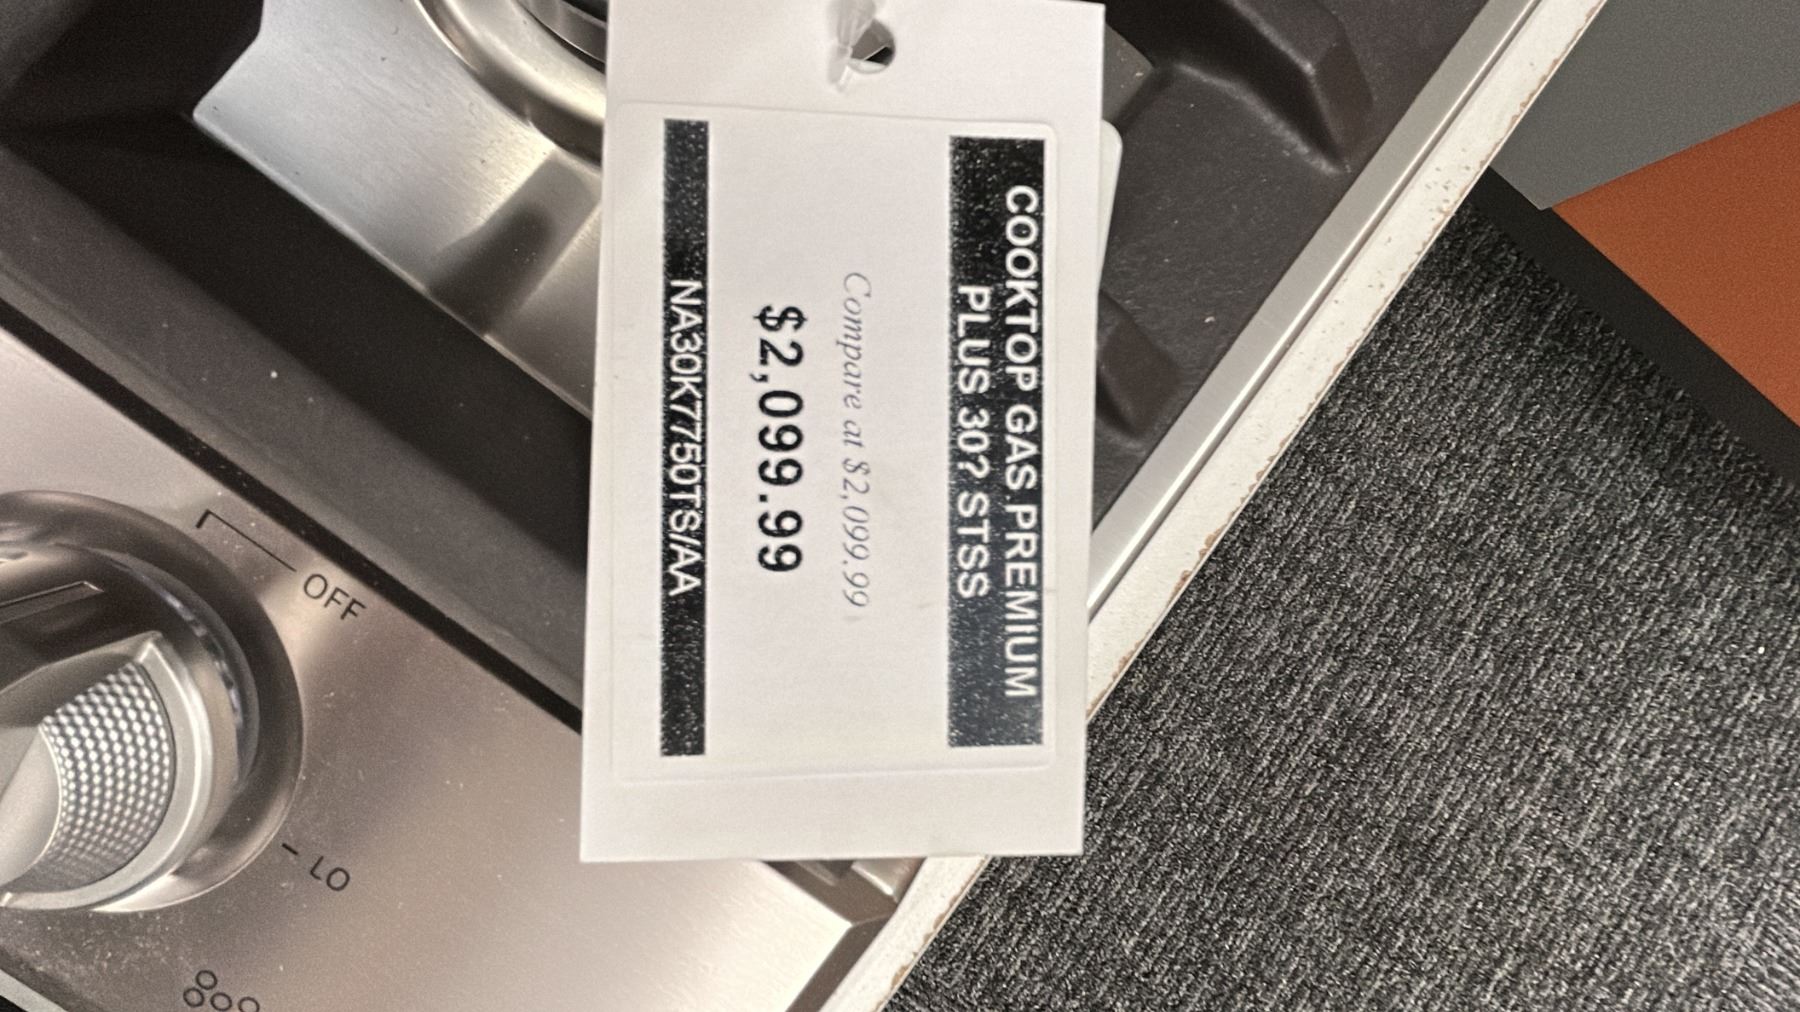 COOKTOP GAS.PREMIUM
PLUS 30? STSS
Compare at $2,099.99
$2,099.99
NA30K7750TS/AA
OFF
LO